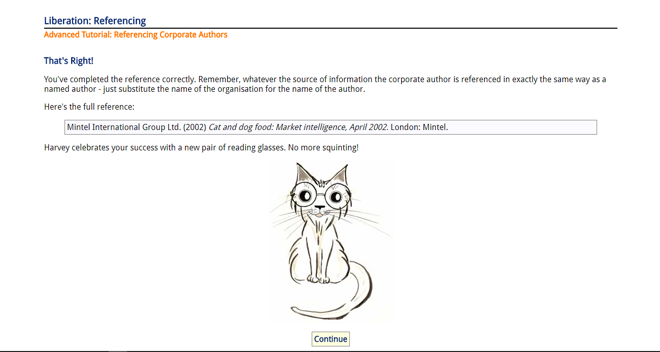 Liberation: Referencing
Advanced Tutorial: Referencing Corporate Authors
That's Right!
You've completed the reference correctly. Remember, whatever the source of information the corporate author is referenced in exactly the same way as a
named author - just substitute the name of the organisation for the name of the author.
Here's the full reference:
Mintel International Group Ltd. (2002) Cat and dog food: Market intelligence, April 2002. London: Mintel.
Harvey celebrates your success with a new pair of reading glasses. No more squinting!
Continue